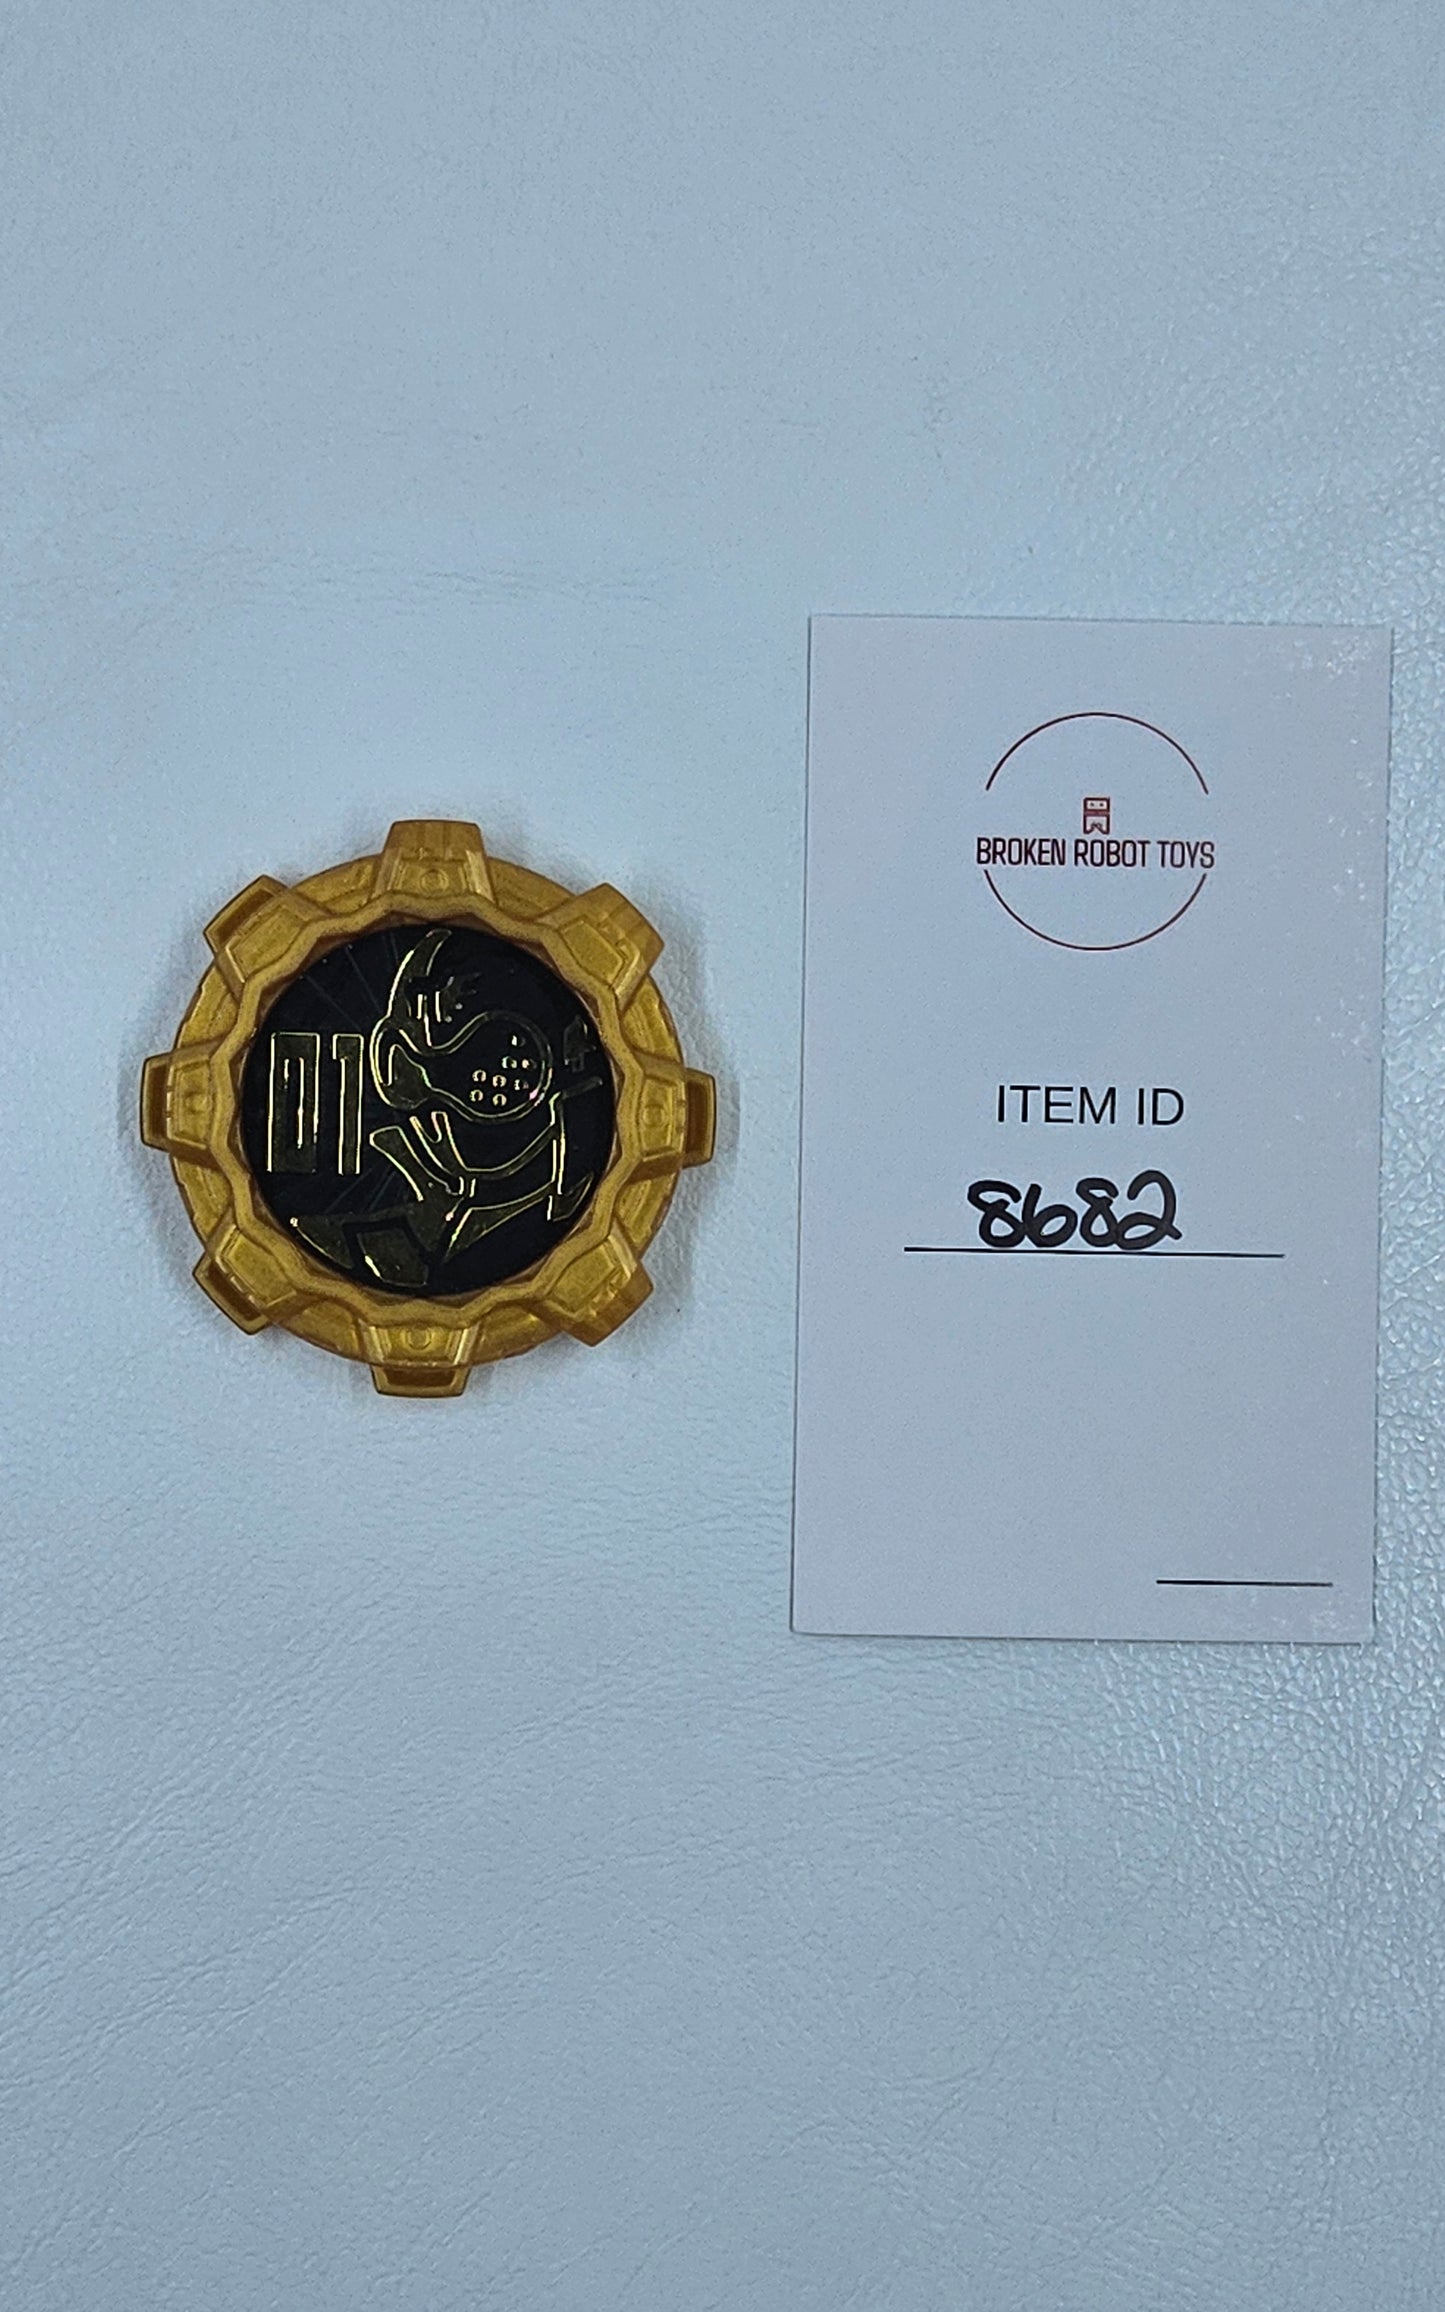 01
BROKEN ROBOT TOYS
ITEM ID
8682